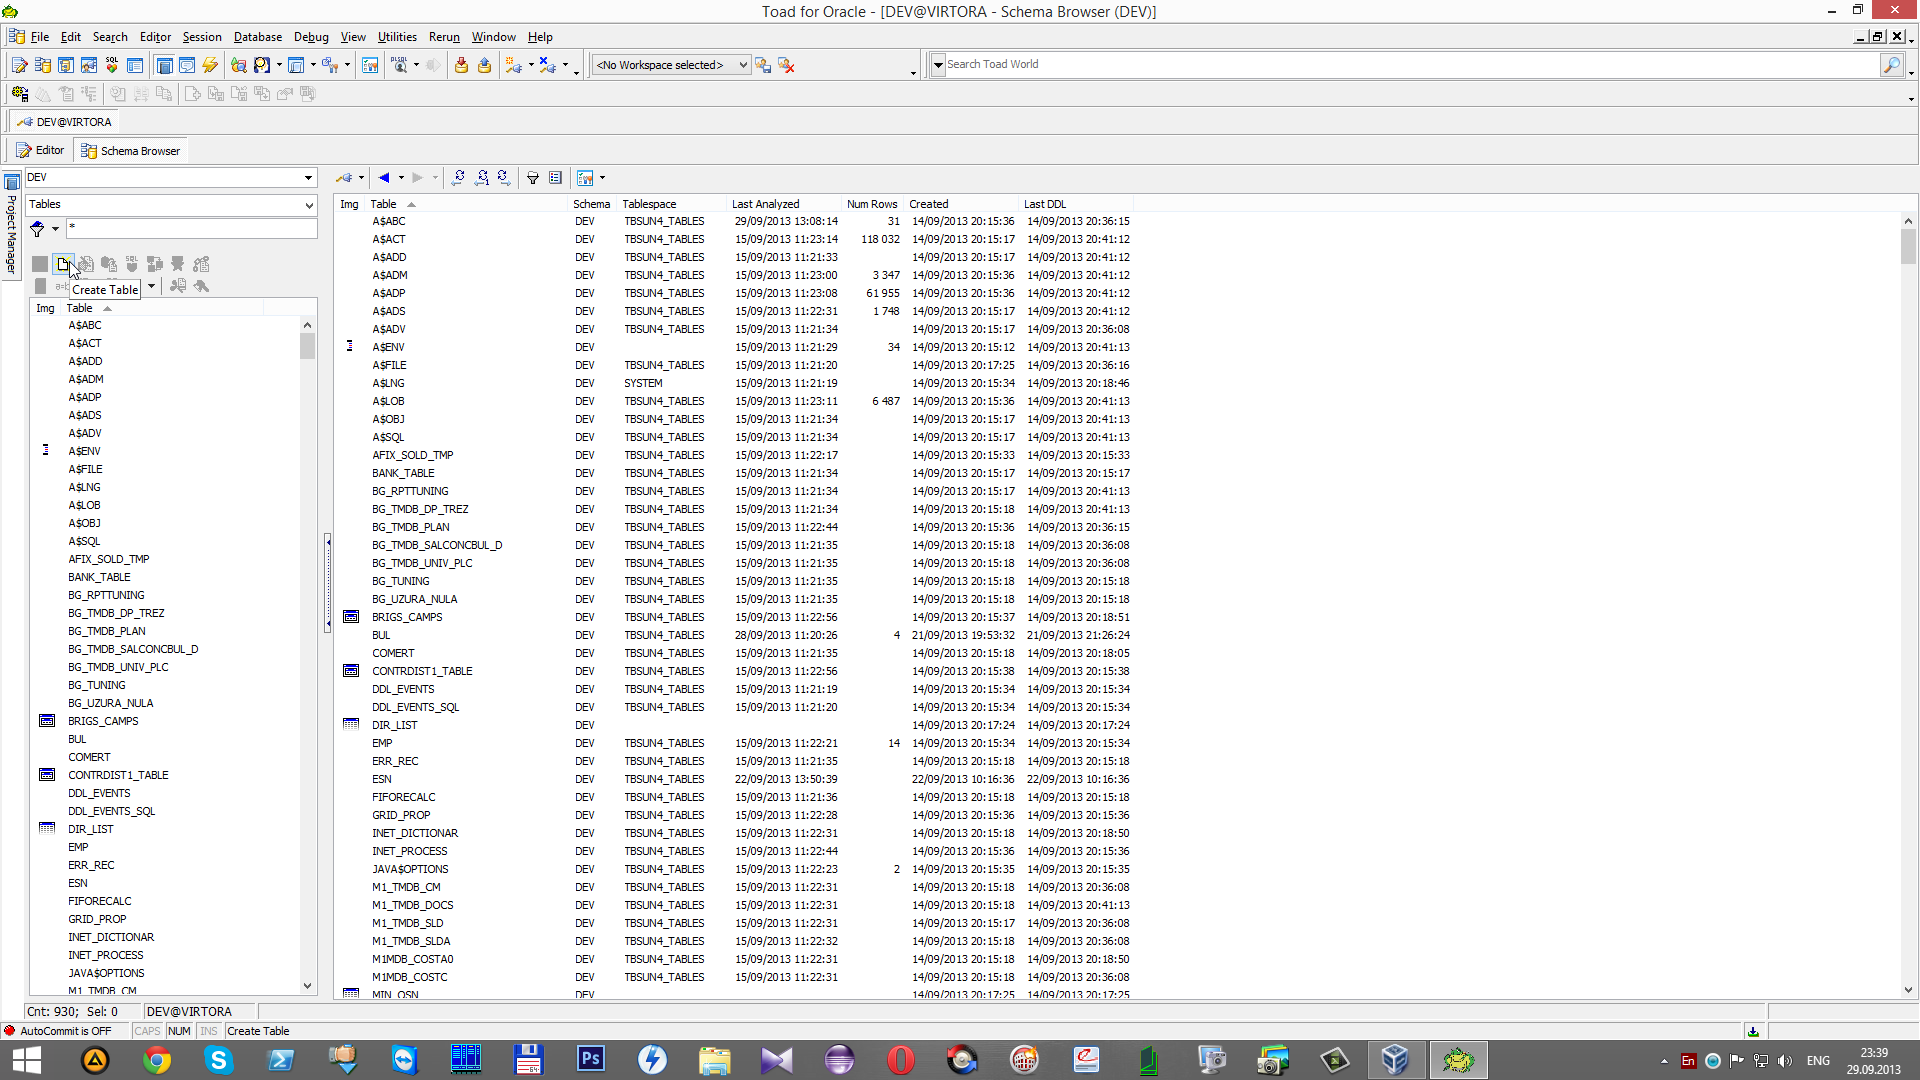 Toad for Oracle - [DEV@VIRTORA - Schema Browser (DEV)]
File Edit Search Editor Session Database Debug View Utilities Rerun Window Help
<No Workspace selected> Search Toad World
DEV@VIRTORA
Editor Schema Browser
Project Manager
DEV
Tables
*
Create Table
Img Table
A$ABC
A$ACT
A$ADD
A$ADM
A$ADP
A$ADS
A$ADV
A$ENV
A$FILE
A$LNG
A$LOB
A$OBJ
A$SQL
AFIX_SOLD_TMP
BANK_TABLE
BG_RPTTUNING
BG_TMDB_DP_TREZ
BG_TMDB_PLAN
BG_TMDB_SALCONCBUL_D
BG_TMDB_UNIV_PLC
BG_TUNING
BG_UZURA_NULA
BRIGS_CAMPS
BUL
COMERT
CONTRDIST1_TABLE
DDL_EVENTS
DDL_EVENTS_SQL
DIR_LIST
EMP
ERR_REC
ESN
FIFORECALC
GRID_PROP
INET_DICTIONAR
INET_PROCESS
JAVA$OPTIONS
M1_TMDB_CM
Img Table Schema Tablespace Last Analyzed Num Rows Created Last DDL
A$ABC DEV TBSUN4_TABLES 29/09/2013 13:08:14 31 14/09/2013 20:15:36 14/09/2013 20:36:15
A$ACT DEV TBSUN4_TABLES 15/09/2013 11:23:14 118 032 14/09/2013 20:15:17 14/09/2013 20:41:12
A$ADD DEV TBSUN4_TABLES 15/09/2013 11:21:33 14/09/2013 20:15:17 14/09/2013 20:41:12
A$ADM DEV TBSUN4_TABLES 15/09/2013 11:23:00 3 347 14/09/2013 20:15:36 14/09/2013 20:41:12
A$ADP DEV TBSUN4_TABLES 15/09/2013 11:23:08 61 955 14/09/2013 20:15:36 14/09/2013 20:41:12
A$ADS DEV TBSUN4_TABLES 15/09/2013 11:22:31 1 748 14/09/2013 20:15:17 14/09/2013 20:41:12
A$ADV DEV TBSUN4_TABLES 15/09/2013 11:21:34 14/09/2013 20:15:17 14/09/2013 20:36:08
A$ENV DEV 15/09/2013 11:21:29 34 14/09/2013 20:15:12 14/09/2013 20:41:13
A$FILE DEV TBSUN4_TABLES 15/09/2013 11:21:20 14/09/2013 20:17:25 14/09/2013 20:36:16
A$LNG DEV SYSTEM 15/09/2013 11:21:19 14/09/2013 20:15:34 14/09/2013 20:18:46
A$LOB DEV TBSUN4_TABLES 15/09/2013 11:23:11 6 487 14/09/2013 20:15:36 14/09/2013 20:41:13
A$OBJ DEV TBSUN4_TABLES 15/09/2013 11:21:34 14/09/2013 20:15:17 14/09/2013 20:41:13
A$SQL DEV TBSUN4_TABLES 15/09/2013 11:21:34 14/09/2013 20:15:17 14/09/2013 20:41:13
AFIX_SOLD_TMP DEV TBSUN4_TABLES 15/09/2013 11:22:17 14/09/2013 20:15:33 14/09/2013 20:15:33
BANK_TABLE DEV TBSUN4_TABLES 15/09/2013 11:21:34 14/09/2013 20:15:17 14/09/2013 20:15:17
BG_RPTTUNING DEV TBSUN4_TABLES 15/09/2013 11:21:34 14/09/2013 20:15:17 14/09/2013 20:41:13
BG_TMDB_DP_TREZ DEV TBSUN4_TABLES 15/09/2013 11:21:34 14/09/2013 20:15:18 14/09/2013 20:41:13
BG_TMDB_PLAN DEV TBSUN4_TABLES 15/09/2013 11:22:44 14/09/2013 20:15:36 14/09/2013 20:36:15
BG_TMDB_SALCONCBUL_D DEV TBSUN4_TABLES 15/09/2013 11:21:35 14/09/2013 20:15:18 14/09/2013 20:36:08
BG_TMDB_UNIV_PLC DEV TBSUN4_TABLES 15/09/2013 11:21:35 14/09/2013 20:15:18 14/09/2013 20:36:08
BG_TUNING DEV TBSUN4_TABLES 15/09/2013 11:21:35 14/09/2013 20:15:18 14/09/2013 20:15:18
BG_UZURA_NULA DEV TBSUN4_TABLES 15/09/2013 11:21:35 14/09/2013 20:15:18 14/09/2013 20:15:18
BRIGS_CAMPS DEV TBSUN4_TABLES 15/09/2013 11:22:56 14/09/2013 20:15:37 14/09/2013 20:18:51
BUL DEV TBSUN4_TABLES 28/09/2013 11:20:26 4 21/09/2013 19:53:32 21/09/2013 21:26:24
COMERT DEV TBSUN4_TABLES 15/09/2013 11:21:35 14/09/2013 20:15:18 14/09/2013 20:18:05
CONTRDIST1_TABLE DEV TBSUN4_TABLES 15/09/2013 11:22:56 14/09/2013 20:15:38 14/09/2013 20:15:38
DDL_EVENTS DEV TBSUN4_TABLES 15/09/2013 11:21:19 14/09/2013 20:15:34 14/09/2013 20:15:34
DDL_EVENTS_SQL DEV TBSUN4_TABLES 15/09/2013 11:21:20 14/09/2013 20:15:34 14/09/2013 20:15:34
DIR_LIST DEV 14/09/2013 20:17:24 14/09/2013 20:17:24
EMP DEV TBSUN4_TABLES 15/09/2013 11:22:21 14 14/09/2013 20:15:34 14/09/2013 20:15:34
ERR_REC DEV TBSUN4_TABLES 15/09/2013 11:21:35 14/09/2013 20:15:18 14/09/2013 20:15:18
ESN DEV TBSUN4_TABLES 22/09/2013 13:50:39 22/09/2013 10:16:36 22/09/2013 10:16:36
FIFORECALC DEV TBSUN4_TABLES 15/09/2013 11:21:36 14/09/2013 20:15:18 14/09/2013 20:15:18
GRID_PROP DEV TBSUN4_TABLES 15/09/2013 11:22:28 14/09/2013 20:15:36 14/09/2013 20:15:36
INET_DICTIONAR DEV TBSUN4_TABLES 15/09/2013 11:22:31 14/09/2013 20:15:18 14/09/2013 20:18:50
INET_PROCESS DEV TBSUN4_TABLES 15/09/2013 11:22:44 14/09/2013 20:15:36 14/09/2013 20:15:36
JAVA$OPTIONS DEV TBSUN4_TABLES 15/09/2013 11:22:23 2 14/09/2013 20:15:35 14/09/2013 20:15:35
M1_TMDB_CM DEV TBSUN4_TABLES 15/09/2013 11:22:31 14/09/2013 20:15:18 14/09/2013 20:36:08
M1_TMDB_DOCS DEV TBSUN4_TABLES 15/09/2013 11:22:31 14/09/2013 20:15:18 14/09/2013 20:41:13
M1_TMDB_SLD DEV TBSUN4_TABLES 15/09/2013 11:22:31 14/09/2013 20:15:17 14/09/2013 20:36:08
M1_TMDB_SLDA DEV TBSUN4_TABLES 15/09/2013 11:22:32 14/09/2013 20:15:18 14/09/2013 20:36:08
M1MDB_COSTA0 DEV TBSUN4_TABLES 15/09/2013 11:22:31 14/09/2013 20:15:18 14/09/2013 20:18:50
M1MDB_COSTC DEV TBSUN4_TABLES 15/09/2013 11:22:31 14/09/2013 20:15:18 14/09/2013 20:36:08
MIN_OSN DEV 14/09/2013 20:17:25 14/09/2013 20:17:25
Cnt: 930; Sel: 0 DEV@VIRTORA
AutoCommit is OFF CAPS NUM INS Create Table
Ps En ENG 23:39
29.09.2013